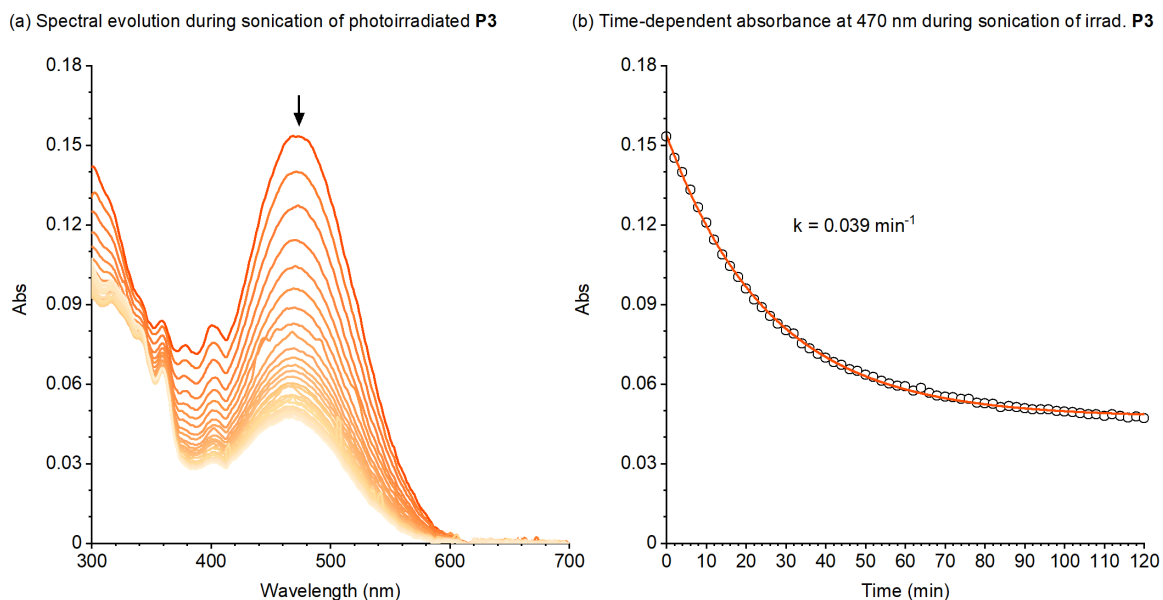 (a) Spectral evolution during sonication of photoirradiated P3
(b) Time-dependent absorbance at 470 nm during sonication of irrad. P3
0.18
0.15
0.12
0.09
0.06
0.03
0
Abs
300
400
500
600
700
Wavelength (nm)
0.18
0.15
0.12
0.09
0.06
0.03
0
Abs
k = 0.039 min⁻¹
0 10 20 30 40 50 60 70 80 90 100 110 120
Time (min)